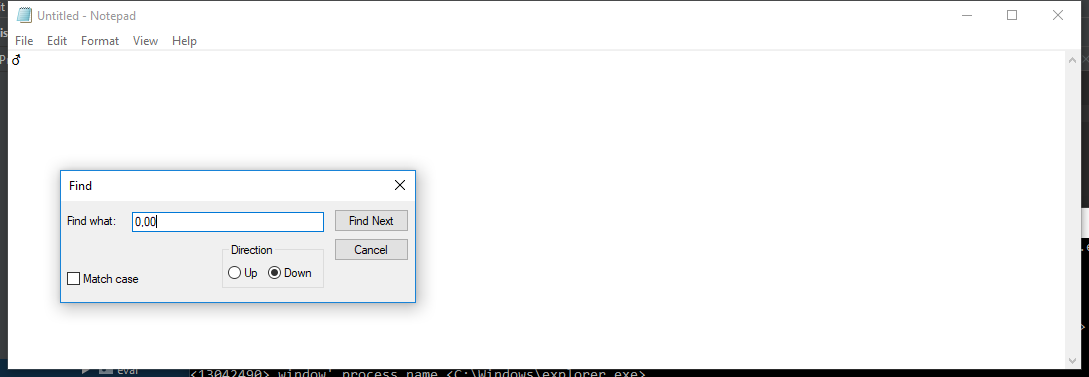 Untitled - Notepad
File Edit Format View Help
♂
Find
Find what: 0,00 Find Next
Direction Cancel
Up Down
Match case
eval
<13042490> window' process name <C:\Windows\explorer.exe>